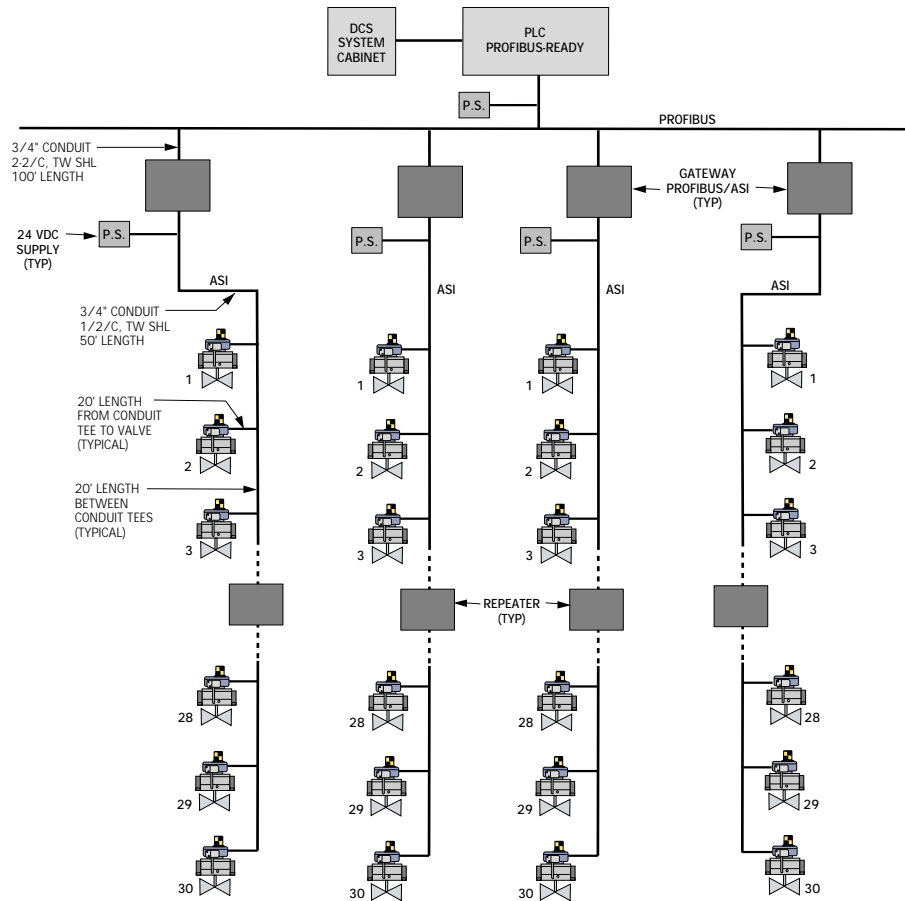 DCS
SYSTEM
CABINET
PLC
PROFIBUS-READY
P.S.
PROFIBUS
3/4" CONDUIT
2-2/C, TW SHL
100' LENGTH
GATEWAY
PROFIBUS/ASI
(TYP)
24 VDC
SUPPLY
(TYP)
P.S.
P.S.
P.S.
P.S.
ASI
ASI
ASI
ASI
3/4" CONDUIT
1/2/C, TW SHL
50' LENGTH
1
1
1
1
20' LENGTH
FROM CONDUIT
TEE TO VALVE
(TYPICAL)
2
2
2
2
20' LENGTH
BETWEEN
CONDUIT TEES
(TYPICAL)
3
3
3
3
REPEATER
(TYP)
28
28
28
28
29
29
29
29
30
30
30
30